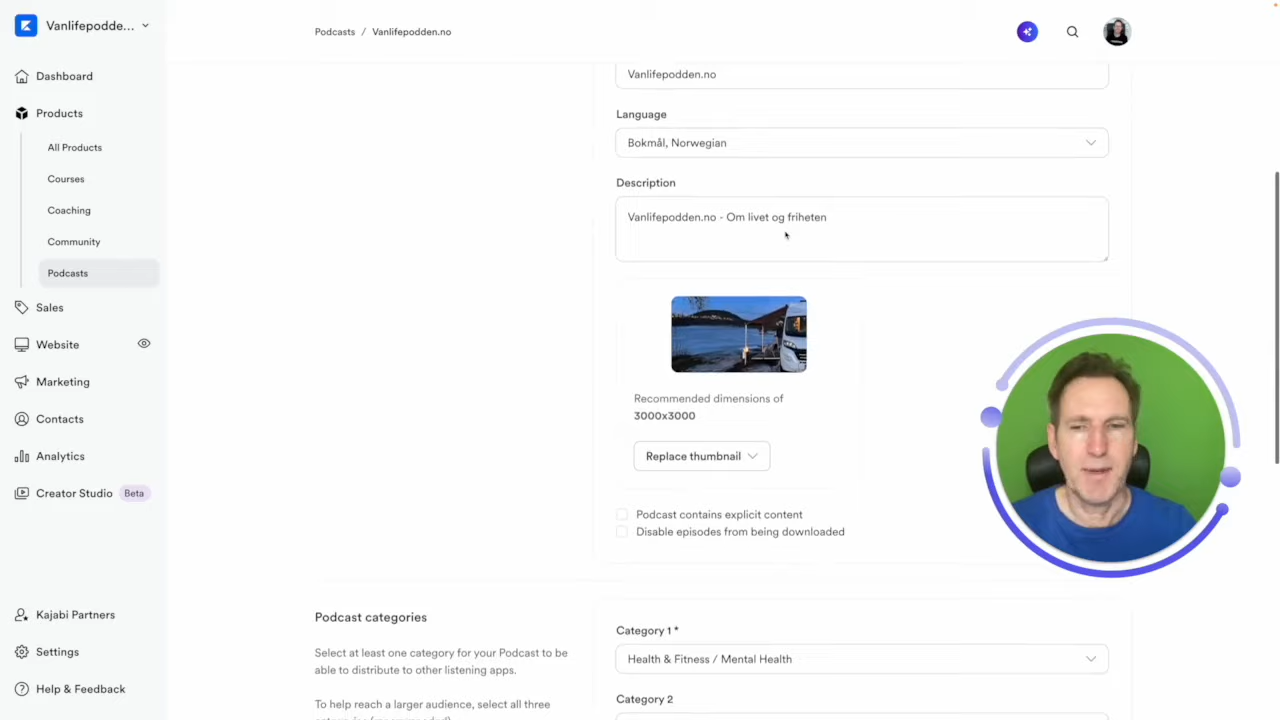 Vanlifepodde...
Dashboard
Products
All Products
Courses
Coaching
Community
Podcasts
Sales
Website
Marketing
Contacts
Analytics
Creator Studio Beta
Kajabi Partners
Settings
Help & Feedback
Podcasts / Vanlifepodden.no
Vanlifepodden.no
Language
Bokmål, Norwegian
Description
Vanlifepodden.no - Om livet og friheten
Recommended dimensions of
3000x3000
Replace thumbnail
Podcast contains explicit content
Disable episodes from being downloaded
Podcast categories
Select at least one category for your Podcast to be
able to distribute to other listening apps.
To help reach a larger audience, select all three
Category 1 *
Health & Fitness / Mental Health
Category 2